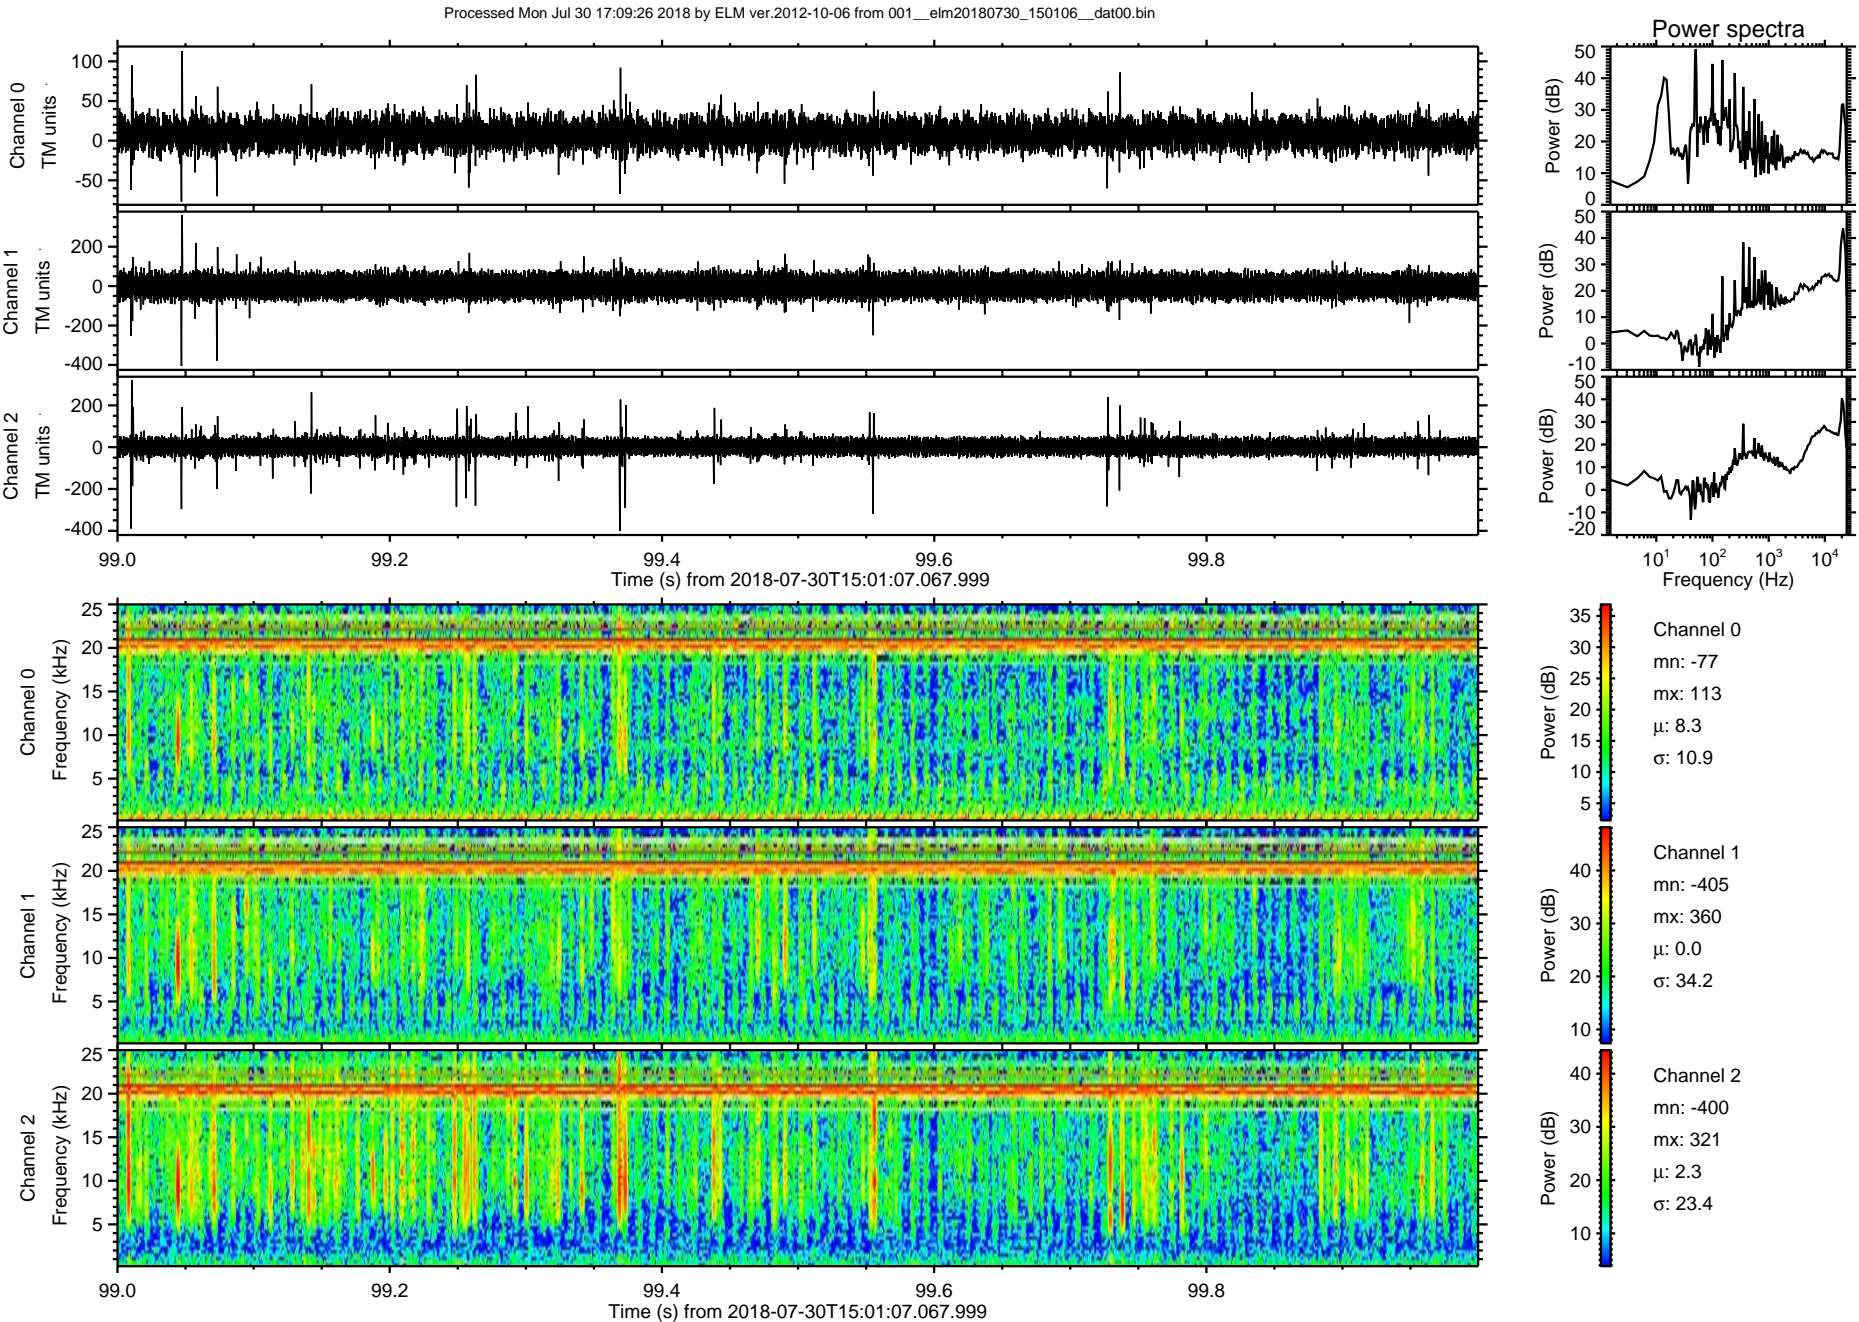 Processed Mon Jul 30 17:09:26 2018 by ELM ver.2012-10-06 from 001__elm20180730_150106__dat00.bin
Power spectra
Channel 0
TM units
100
50
0
-50
Power (dB)
50
40
30
20
10
0
Channel 1
TM units
200
0
-200
-400
Power (dB)
50
40
30
20
10
0
-10
Channel 2
TM units
200
0
-200
-400
Power (dB)
50
40
30
20
10
0
-10
-20
99.0 99.2 99.4 99.6 99.8
Time (s) from 2018-07-30T15:01:07.067.999
10¹ 10² 10³ 10⁴
Frequency (Hz)
Channel 0
Frequency (kHz)
25
20
15
10
5
Power (dB)
35
30
25
20
15
10
5
Channel 0
mn: -77
mx: 113
μ: 8.3
σ: 10.9
Channel 1
Frequency (kHz)
25
20
15
10
5
Power (dB)
40
30
20
10
Channel 1
mn: -405
mx: 360
μ: 0.0
σ: 34.2
Channel 2
Frequency (kHz)
25
20
15
10
5
Power (dB)
40
30
20
10
Channel 2
mn: -400
mx: 321
μ: 2.3
σ: 23.4
99.0 99.2 99.4 99.6 99.8
Time (s) from 2018-07-30T15:01:07.067.999